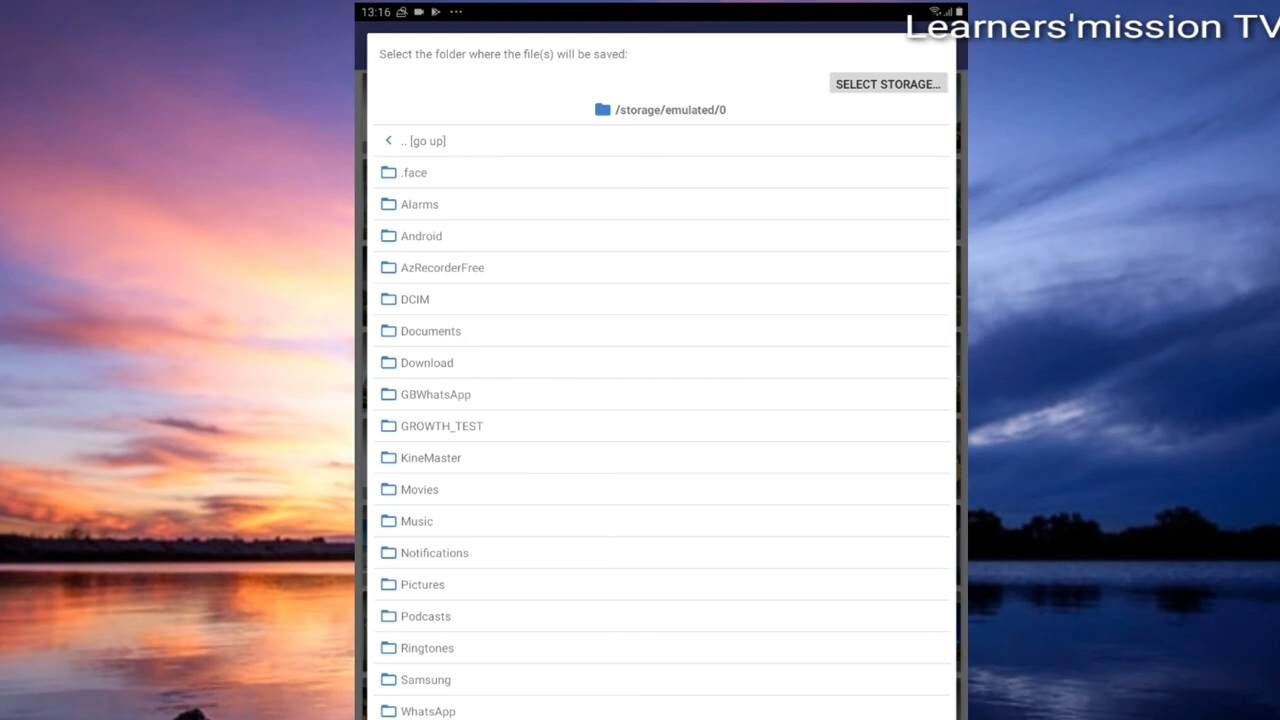 13:16
Learners'mission TV
Select the folder where the file(s) will be saved:
SELECT STORAGE...
/storage/emulated/0
.. [go up]
.face
Alarms
Android
AzRecorderFree
DCIM
Documents
Download
GBWhatsApp
GROWTH_TEST
KineMaster
Movies
Music
Notifications
Pictures
Podcasts
Ringtones
Samsung
WhatsApp